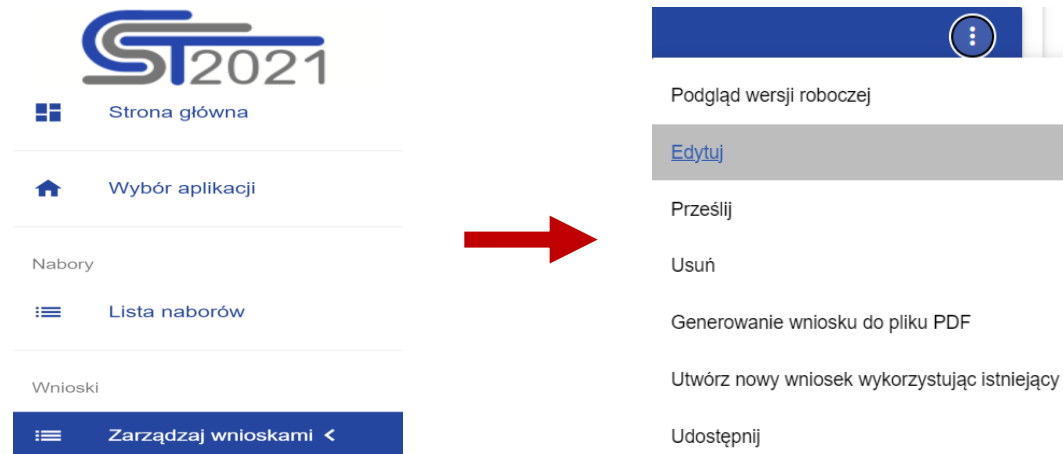 CST2021
Strona główna
Wybór aplikacji
Nabory
Lista naborów
Wnioski
Zarządzaj wnioskami <
Podgląd wersji roboczej
Edytuj
Prześlij
Usuń
Generowanie wniosku do pliku PDF
Utwórz nowy wniosek wykorzystując istniejący
Udostępnij